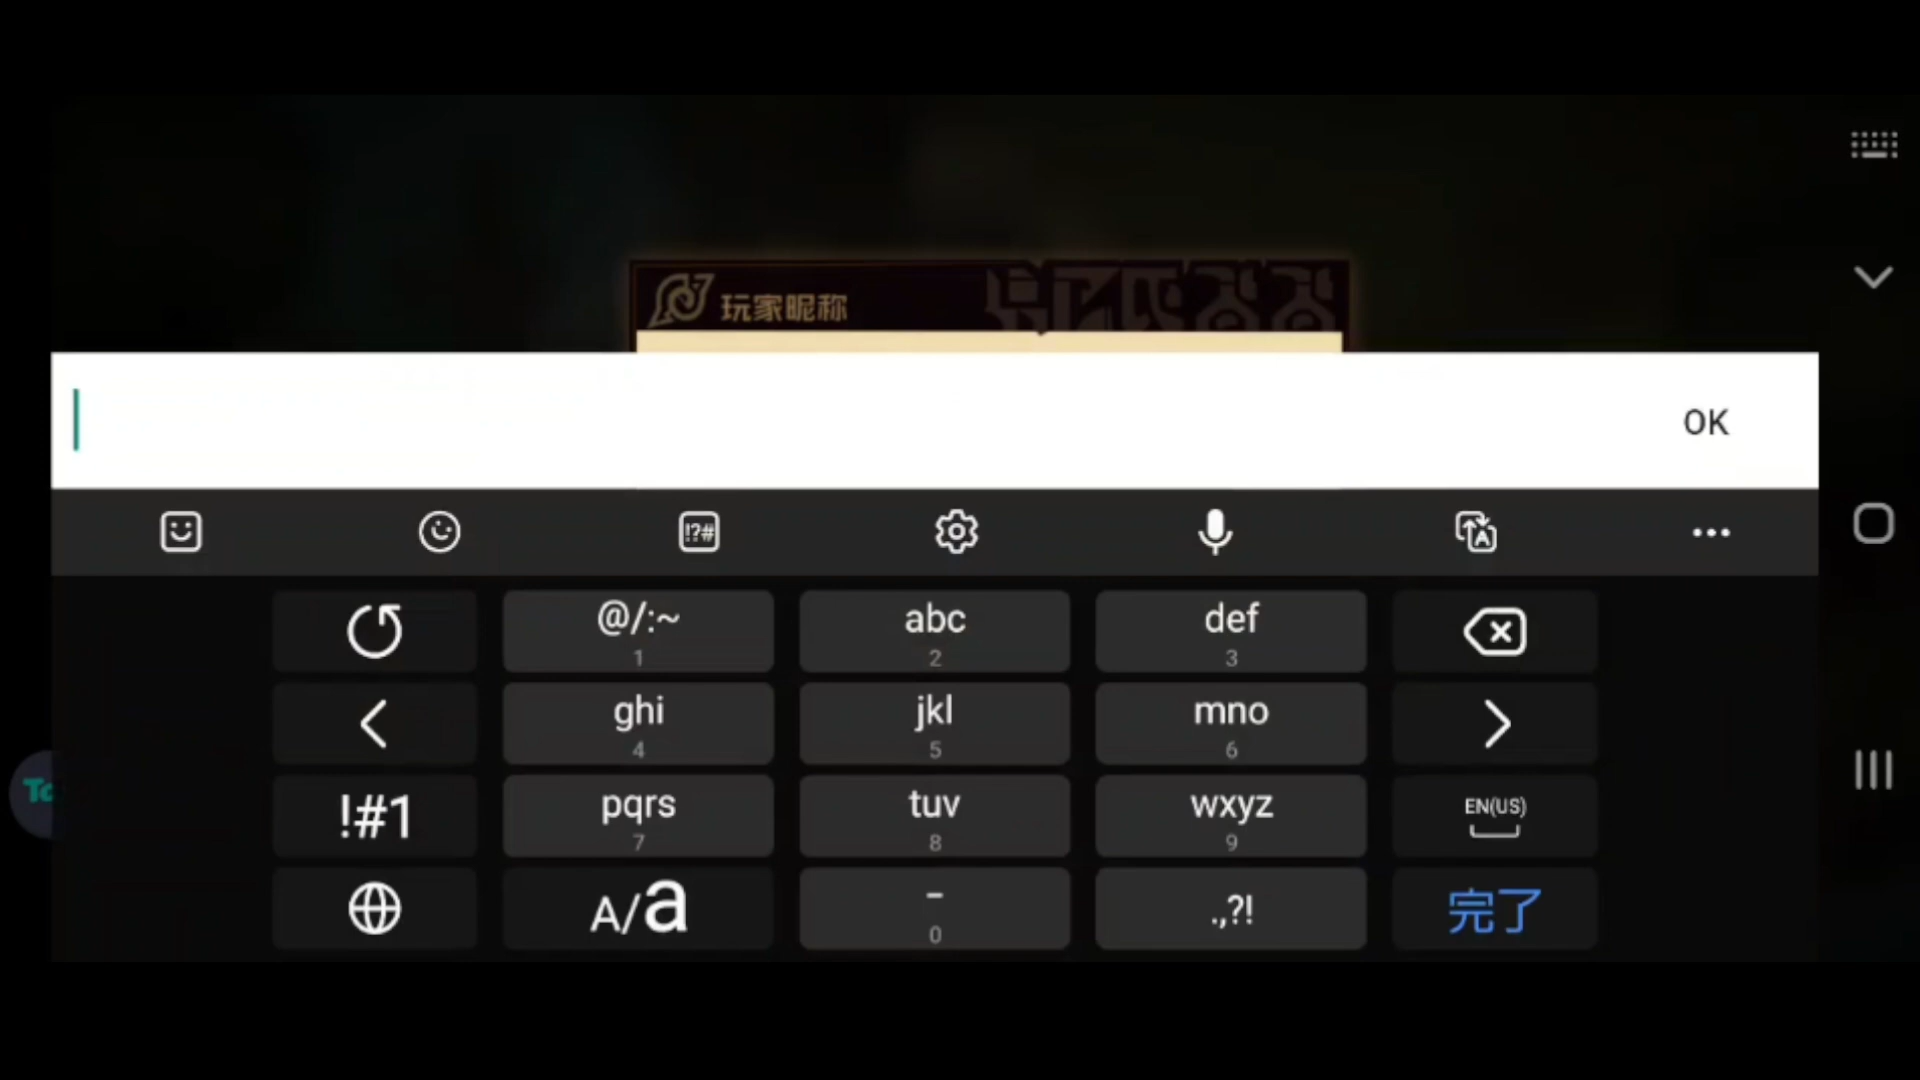 玩家昵称
OK
!?#
A
@/:~
1
abc
2
def
3
ghi
4
jkl
5
mno
6
!#1
pqrs
7
tuv
8
wxyz
9
EN(US)
A/a
-
0
.,?!
完了